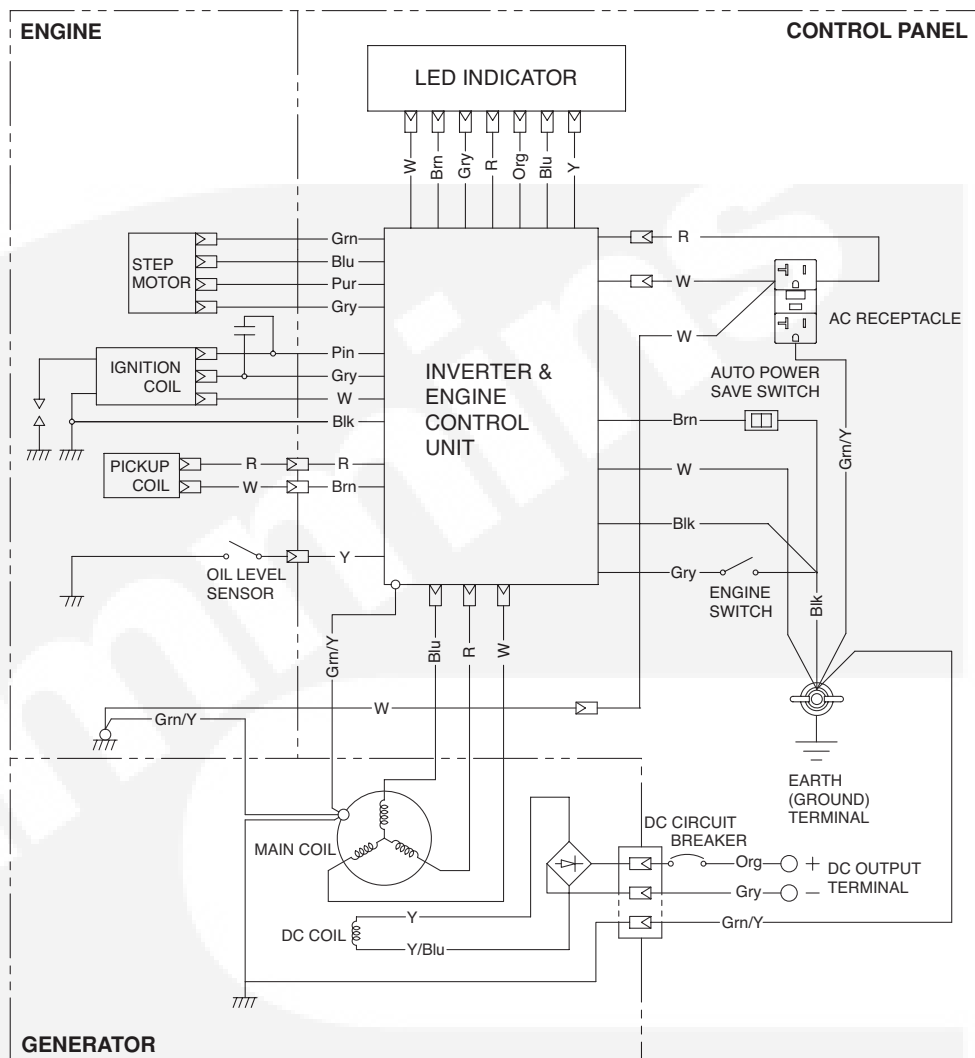 ENGINE
CONTROL PANEL
LED INDICATOR
W
Brn
Gry
R
Org
Blu
Y
STEP
MOTOR
Grn
Blu
Pur
Gry
IGNITION
COIL
Pin
Gry
W
Blk
PICKUP
COIL
R
W
R
Brn
OIL LEVEL
SENSOR
Y
INVERTER &
ENGINE
CONTROL
UNIT
R
W
W
AC RECEPTACLE
AUTO POWER
SAVE SWITCH
Brn
W
Grn/Y
Blk
Gry
ENGINE
SWITCH
Blk
Grn/Y
Blu
R
W
W
Grn/Y
EARTH
(GROUND)
TERMINAL
MAIN COIL
DC COIL
Y
Y/Blu
DC CIRCUIT
BREAKER
Org
+
Gry
–
DC OUTPUT
TERMINAL
Grn/Y
GENERATOR